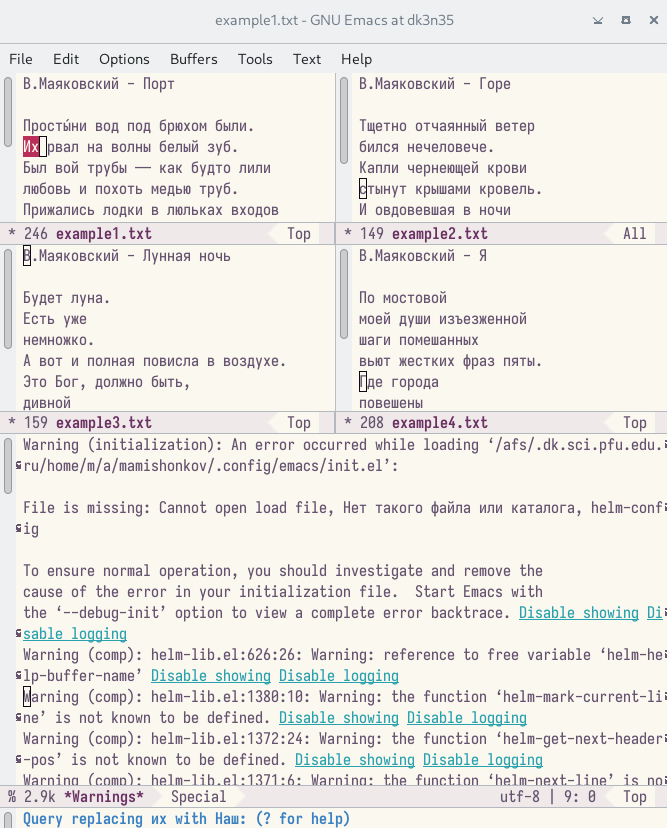 example1.txt - GNU Emacs at dk3n35
File Edit Options Buffers Tools Text Help
В.Маяковский - Порт
Просты́ни вод под брюхом были.
Их рвал на волны белый зуб.
Был вой трубы –– как будто лили
любовь и похоть медью труб.
Прижались лодки в люльках входов
* 246 example1.txt Top
В.Маяковский - Горе
Тщетно отчаянный ветер
бился нечеловече.
Капли чернеющей крови
стынут крышами кровель.
И овдовевшая в ночи
* 149 example2.txt All
В.Маяковский - Лунная ночь
Будет луна.
Есть уже
немножко.
А вот и полная повисла в воздухе.
Это Бог, должно быть,
дивной
* 159 example3.txt Top
В.Маяковский - Я
По мостовой
моей души изъезженной
шаги помешанных
вьют жестких фраз пяты.
Где города
повешены
* 208 example4.txt Top
Warning (initialization): An error occurred while loading ‘/afs/.dk.sci.pfu.edu.
ru/home/m/a/mamishonkov/.config/emacs/init.el’:
File is missing: Cannot open load file, Нет такого файла или каталога, helm-conf
ig
To ensure normal operation, you should investigate and remove the
cause of the error in your initialization file.  Start Emacs with
the ‘--debug-init’ option to view a complete error backtrace. Disable showing Di
sable logging
Warning (comp): helm-lib.el:626:26: Warning: reference to free variable ‘helm-he
lp-buffer-name’ Disable showing Disable logging
Warning (comp): helm-lib.el:1380:10: Warning: the function ‘helm-mark-current-li
ne’ is not known to be defined. Disable showing Disable logging
Warning (comp): helm-lib.el:1372:24: Warning: the function ‘helm-get-next-header
-pos’ is not known to be defined. Disable showing Disable logging
Warning (comp): helm-lib.el:1371:6: Warning: the function ‘helm-next-line’ is no
% 2.9k *Warnings* Special utf-8 | 9: 0 Top
Query replacing их with Наш: (? for help)